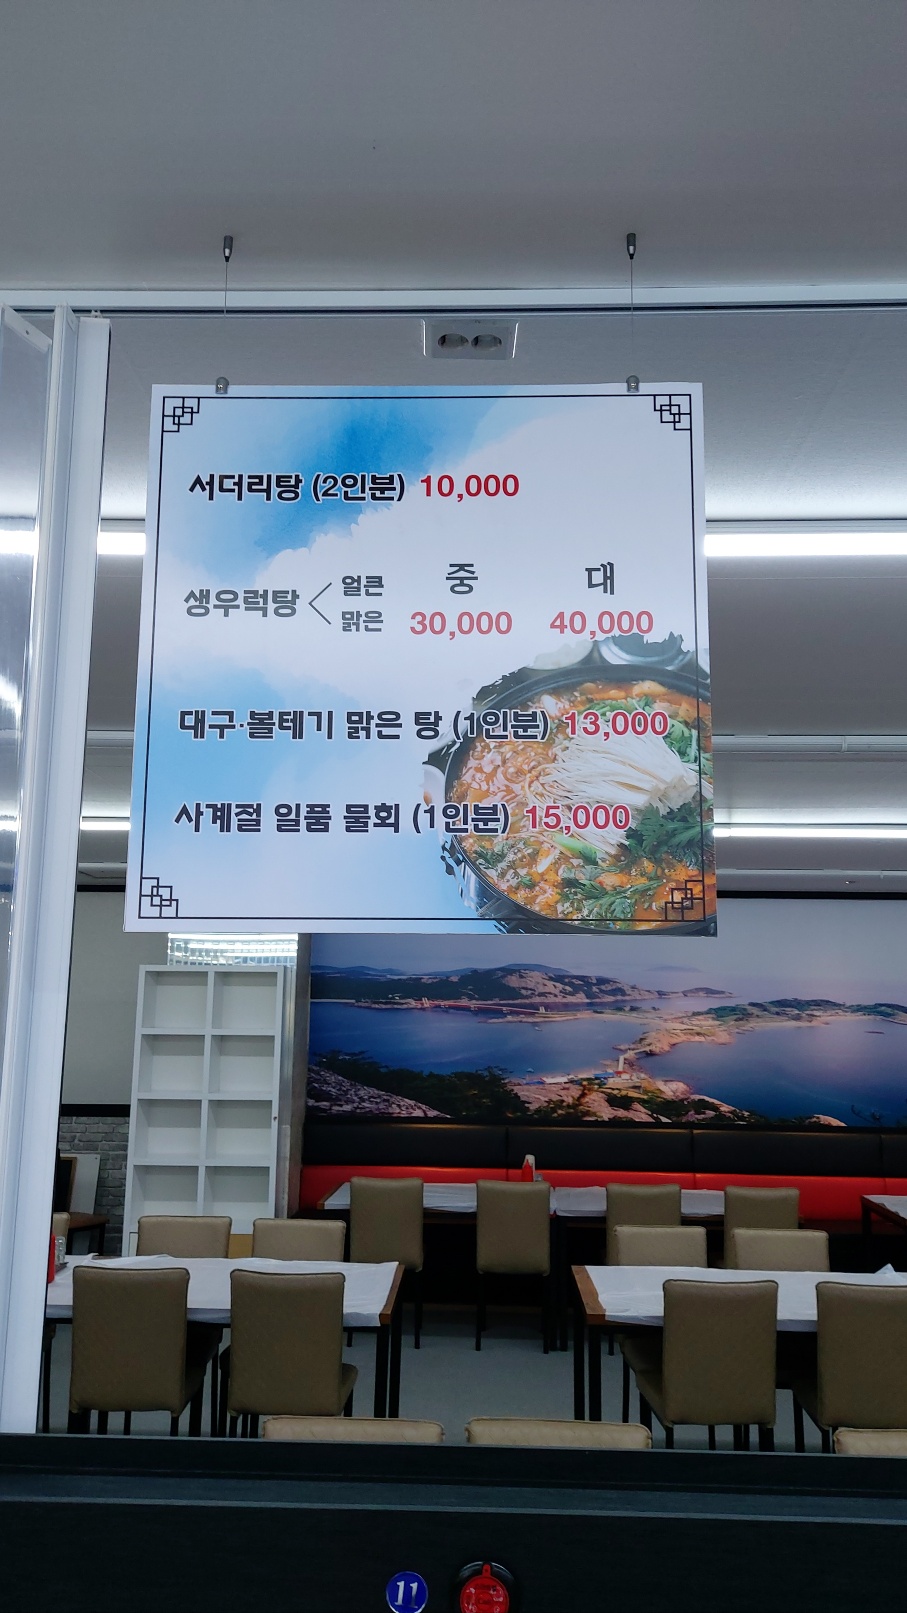 서더리탕 (2인분) 10,000
얼큰 중 대
생우럭탕
맑은 30,000 40,000
대구·볼테기 맑은 탕 (1인분) 13,000
사계절 일품 물회 (1인분) 15,000
11